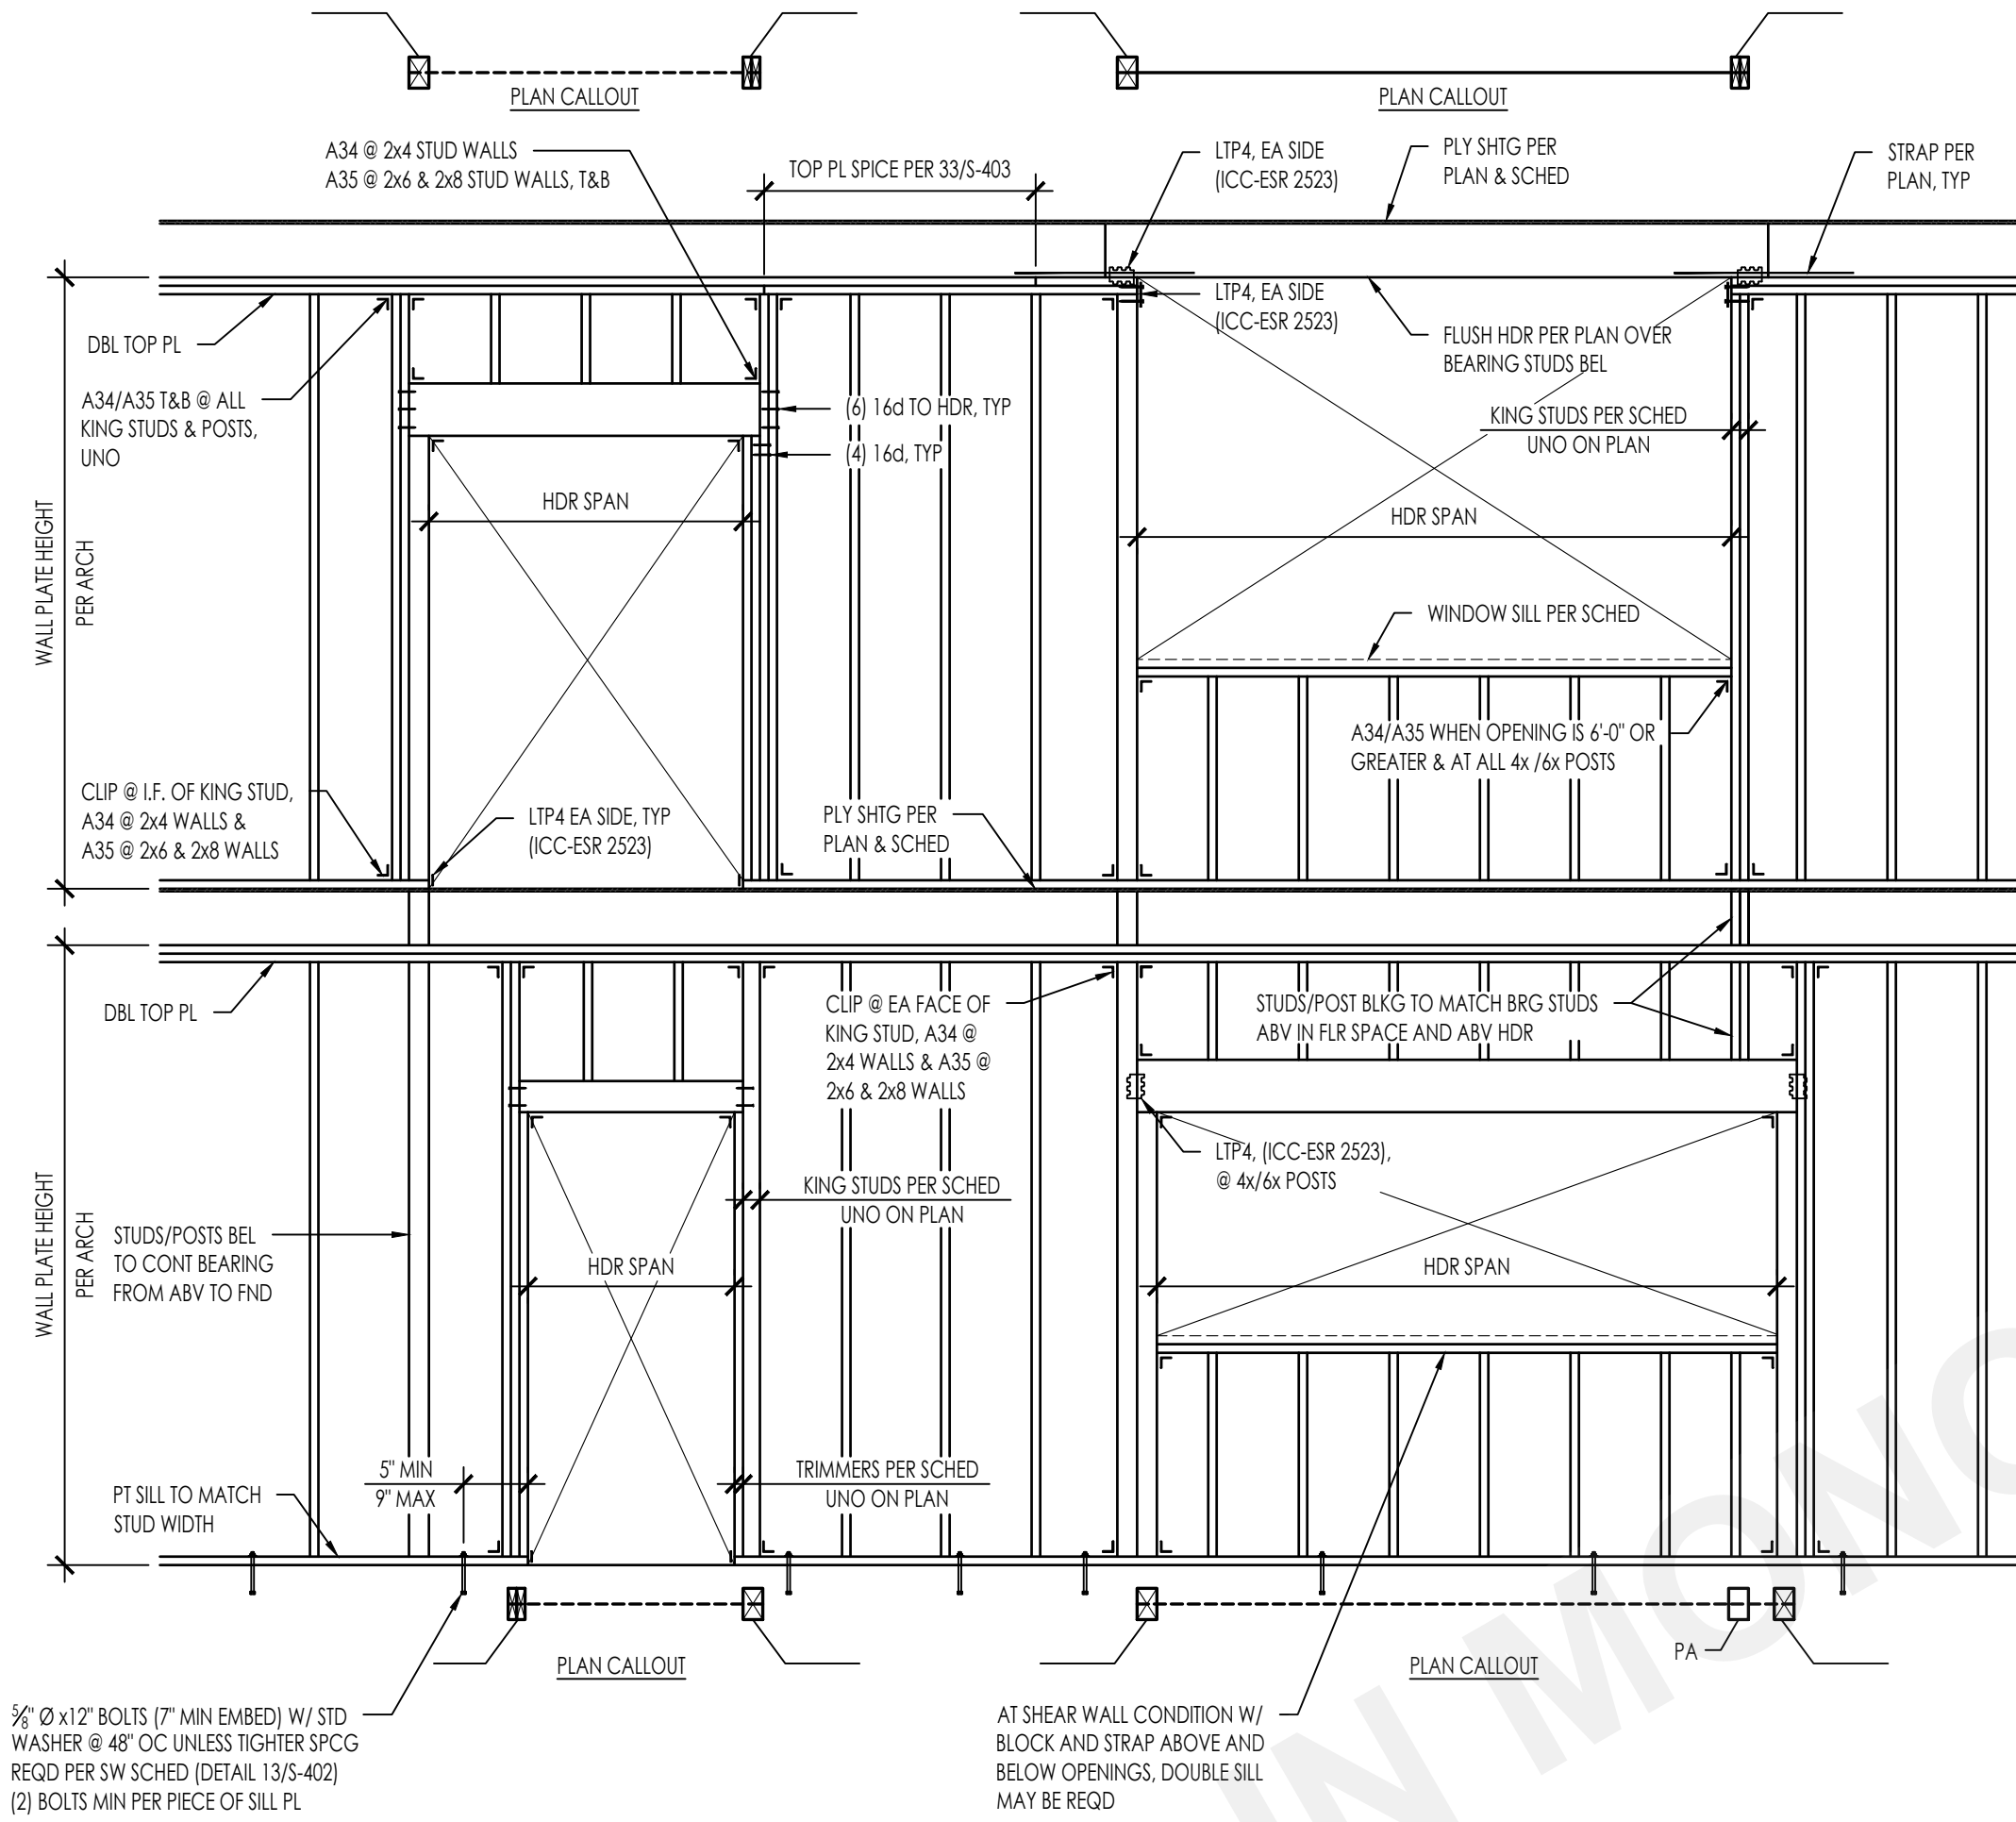 PLAN CALLOUT
PLAN CALLOUT
A34 @ 2x4 STUD WALLS
A35 @ 2x6 & 2x8 STUD WALLS, T&B
TOP PL SPICE PER 33/S-403
LTP4, EA SIDE
(ICC-ESR 2523)
PLY SHTG PER
PLAN & SCHED
STRAP PER
PLAN, TYP
DBL TOP PL
LTP4, EA SIDE
(ICC-ESR 2523)
FLUSH HDR PER PLAN OVER
BEARING STUDS BEL
A34/A35 T&B @ ALL
KING STUDS & POSTS,
UNO
(6) 16d TO HDR, TYP
(4) 16d, TYP
KING STUDS PER SCHED
UNO ON PLAN
HDR SPAN
HDR SPAN
WALL PLATE HEIGHT
PER ARCH
WINDOW SILL PER SCHED
A34/A35 WHEN OPENING IS 6'-0" OR
GREATER & AT ALL 4x /6x POSTS
CLIP @ I.F. OF KING STUD,
A34 @ 2x4 WALLS &
A35 @ 2x6 & 2x8 WALLS
LTP4 EA SIDE, TYP
(ICC-ESR 2523)
PLY SHTG PER
PLAN & SCHED
DBL TOP PL
CLIP @ EA FACE OF
KING STUD, A34 @
2x4 WALLS & A35 @
2x6 & 2x8 WALLS
STUDS/POST BLKG TO MATCH BRG STUDS
ABV IN FLR SPACE AND ABV HDR
LTP4, (ICC-ESR 2523),
@ 4x/6x POSTS
KING STUDS PER SCHED
UNO ON PLAN
WALL PLATE HEIGHT
PER ARCH
STUDS/POSTS BEL
TO CONT BEARING
FROM ABV TO FND
HDR SPAN
HDR SPAN
5" MIN
9" MAX
TRIMMERS PER SCHED
UNO ON PLAN
PT SILL TO MATCH
STUD WIDTH
PLAN CALLOUT
PLAN CALLOUT
PA
⅝" Ø x12" BOLTS (7" MIN EMBED) W/ STD
WASHER @ 48" OC UNLESS TIGHTER SPCG
REQD PER SW SCHED (DETAIL 13/S-402)
(2) BOLTS MIN PER PIECE OF SILL PL
AT SHEAR WALL CONDITION W/
BLOCK AND STRAP ABOVE AND
BELOW OPENINGS, DOUBLE SILL
MAY BE REQD